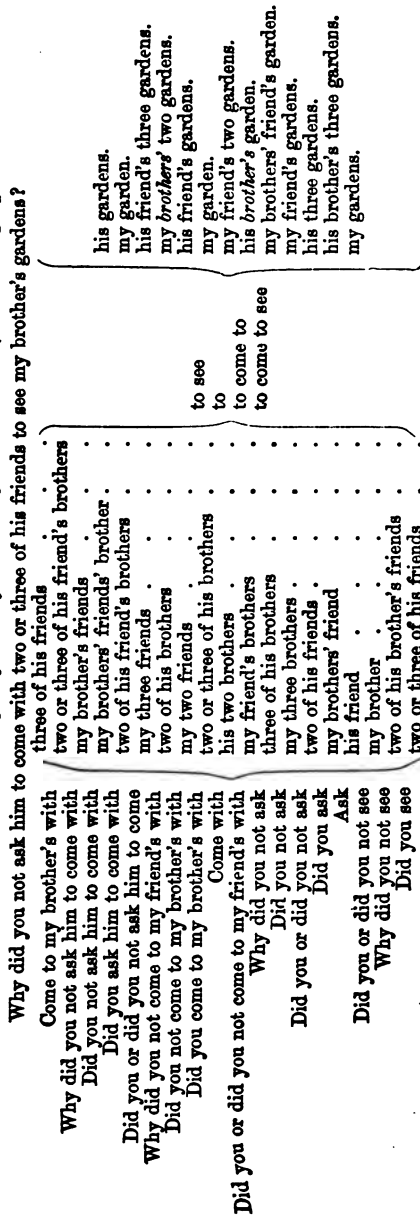 Why did you not ask him to come with two or three of his friends to see my brother's gardens?
Come to my brother's with
Why did you not ask him to come with
Did you not ask him to come with
Did you ask him to come with
Did you or did you not ask him to come
Why did you not come to my friend's with
Did you not come to my brother's with
Did you come to my brother's with
Come with
Did you or did you not come to my friend's with
Why did you not ask
Did you not ask
Did you or did you not ask
Did you ask
Ask
Did you or did you not see
Why did you not see
Did you see
three of his friends . . .
two or three of his friend's brothers
my brother's friends . . .
my brothers' friends' brother .
two of his friend's brothers .
my three friends . . . .
two of his brothers . . .
my two friends . . . .
two or three of his brothers .
his two brothers . . . .
my friend's brothers . . .
three of his brothers . . .
my three brothers . . . .
two of his friends . . . .
my brothers' friend . . .
his friend . . . . .
my brother . . . . .
two of his brother's friends .
two or three of his friends .
to see
to
to come to
to come to see
his gardens.
my garden.
his friend's three gardens.
my brothers' two gardens.
his friend's gardens.
my garden.
my friend's two gardens.
his brother's garden.
my brothers' friend's garden.
my friend's gardens.
his three gardens.
his brother's three gardens.
my gardens.